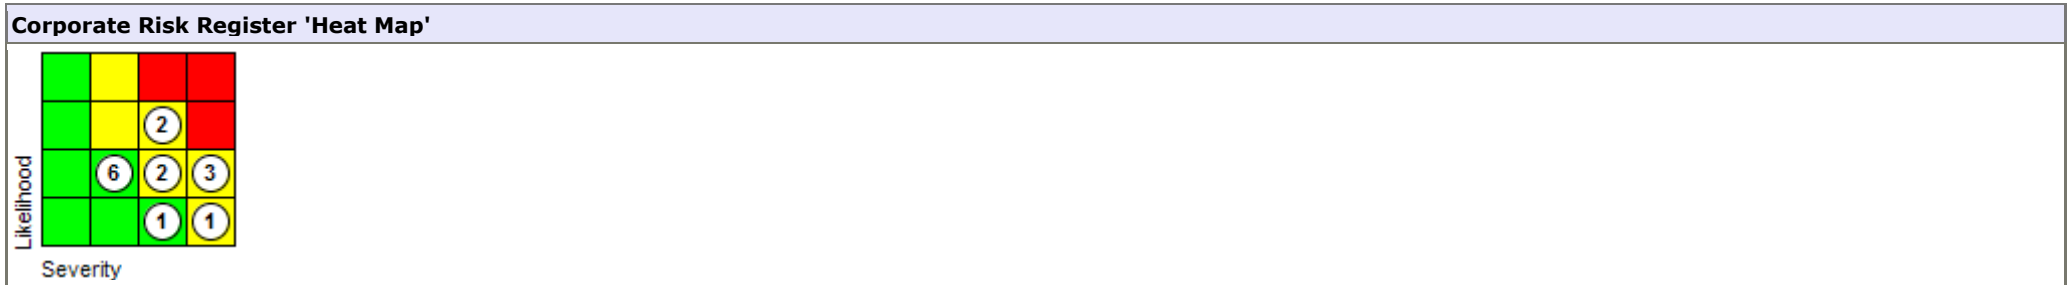 Corporate Risk Register 'Heat Map'
2
6 2 3
1 1
Likelihood
Severity